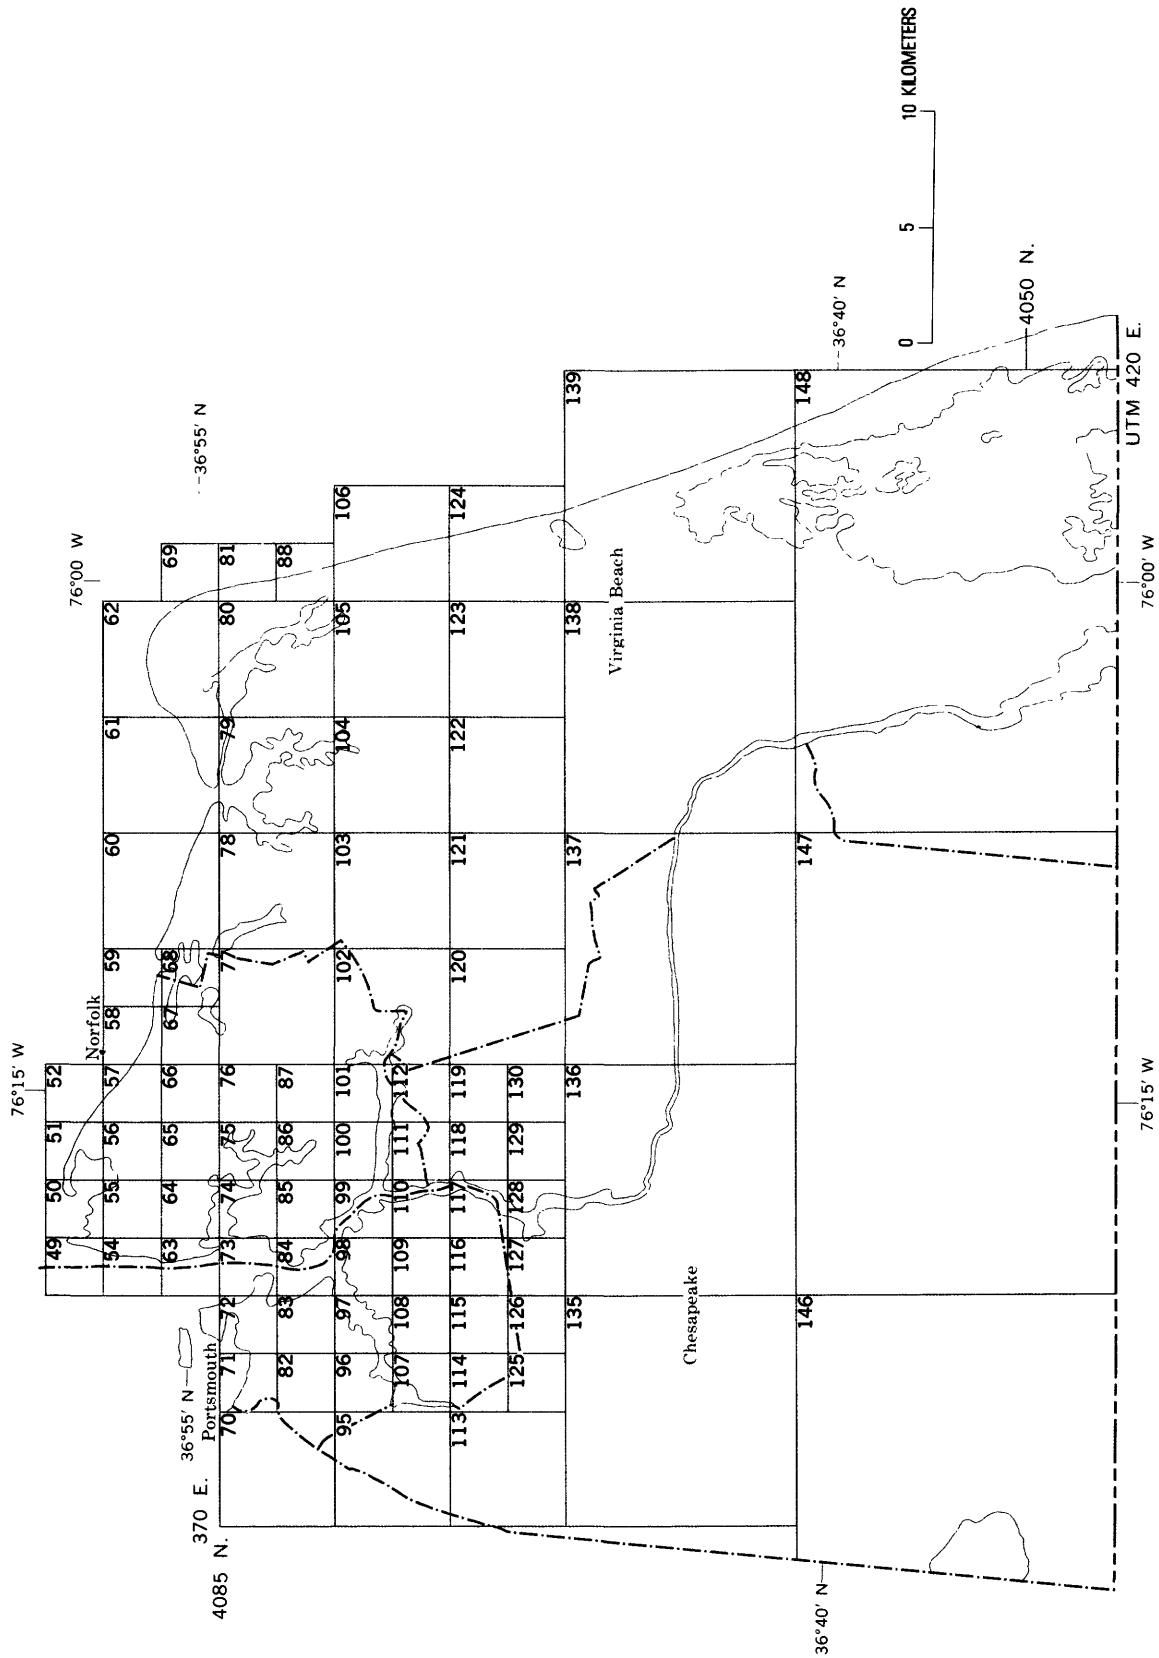 76°15′ W
49 50 51 52
76°00 W
Norfolk
54 55 56 57 58 59 60 61 62
63 64 65 66 67 68 69
36°55′ N
36°55′ N
370 E.
Portsmouth
4085 N.
70 71 72 73 74 75 76 77 78 79 80 81
82 83 84 85 86 87 88
95 96 97 98 99 100 101 102 103 104 105 106
107 108 109 110 111 112
113 114 115 116 117 118 119 120 121 122 123 124
125 126 127 128 129 130
135 136 137 138 139
Virginia Beach
Chesapeake
146 147 148
36°40′ N
36°40′ N
0 5 10 KILOMETERS
4050 N.
UTM 420 E.
76°15′ W
76°00′ W